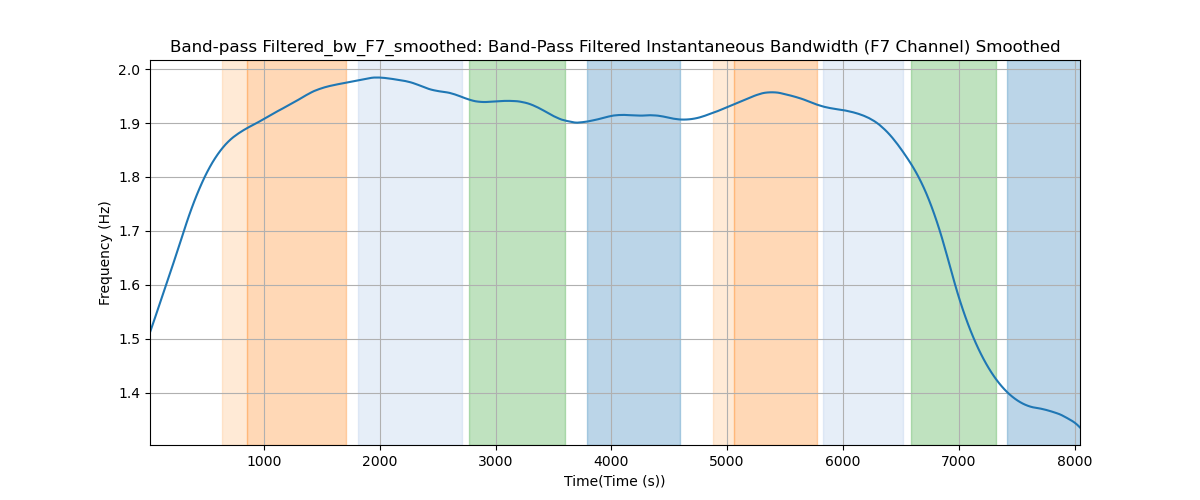 Band-pass Filtered_bw_F7_smoothed: Band-Pass Filtered Instantaneous Bandwidth (F7 Channel) Smoothed
2.0
1.9
1.8
1.7
1.6
1.5
1.4
Frequency (Hz)
1000 2000 3000 4000 5000 6000 7000 8000
Time(Time (s))